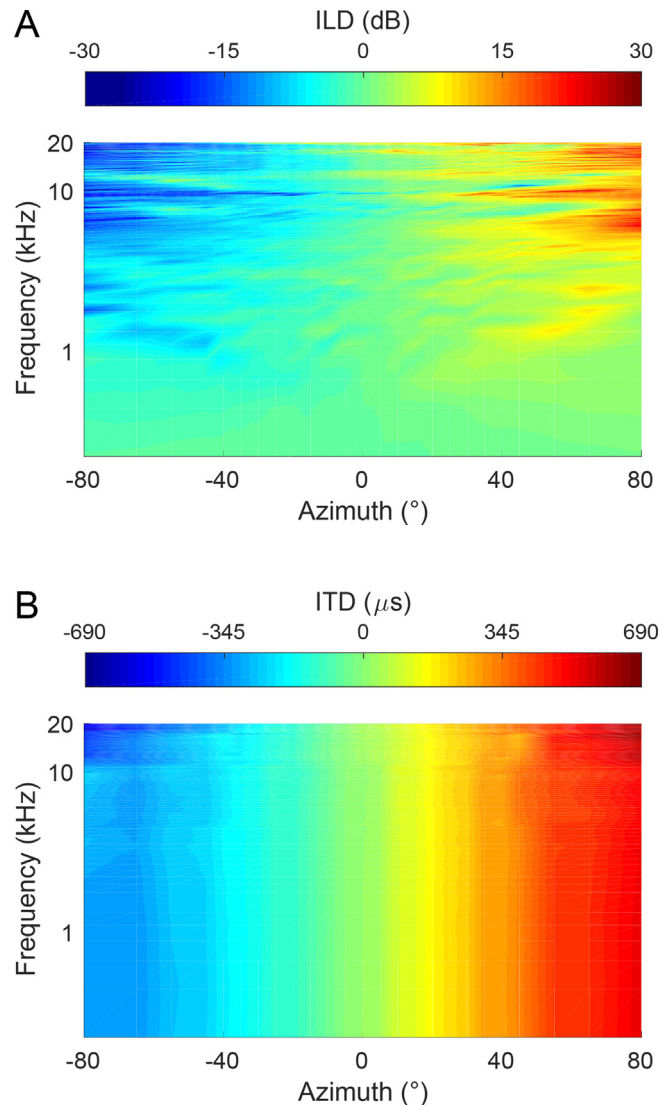 A
ILD (dB)
-30 -15 0 15 30
20
10
Frequency (kHz)
1
-80 -40 0 40 80
Azimuth (°)
B
ITD (μs)
-690 -345 0 345 690
20
10
Frequency (kHz)
1
-80 -40 0 40 80
Azimuth (°)